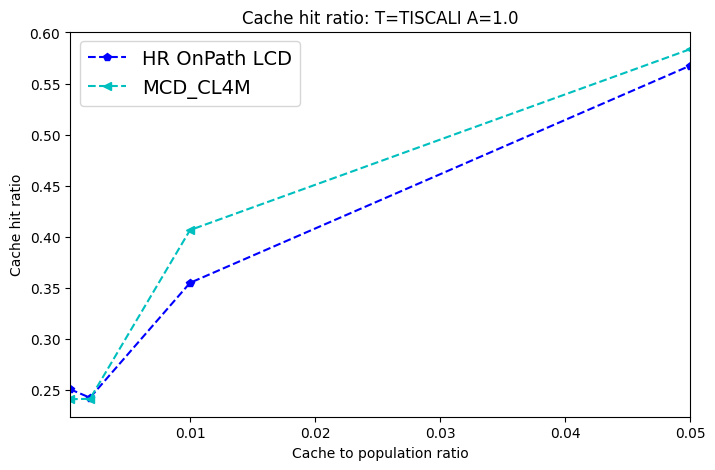 Cache hit ratio: T=TISCALI A=1.0
0.60
HR OnPath LCD
MCD_CL4M
0.55
0.50
0.45
0.40
0.35
0.30
0.25
Cache hit ratio
0.01
0.02
0.03
0.04
0.05
Cache to population ratio